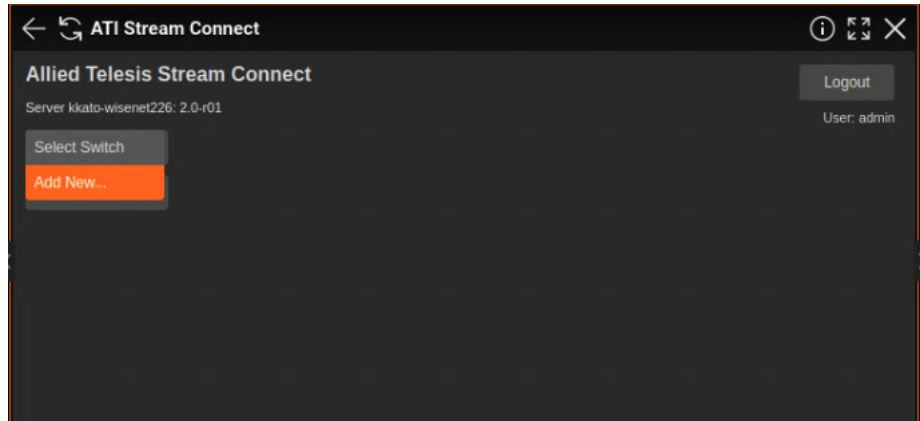 ATI Stream Connect
Allied Telesis Stream Connect
Logout
Server kkato-wisenet226: 2.0-r01
User: admin
Select Switch
Add New...